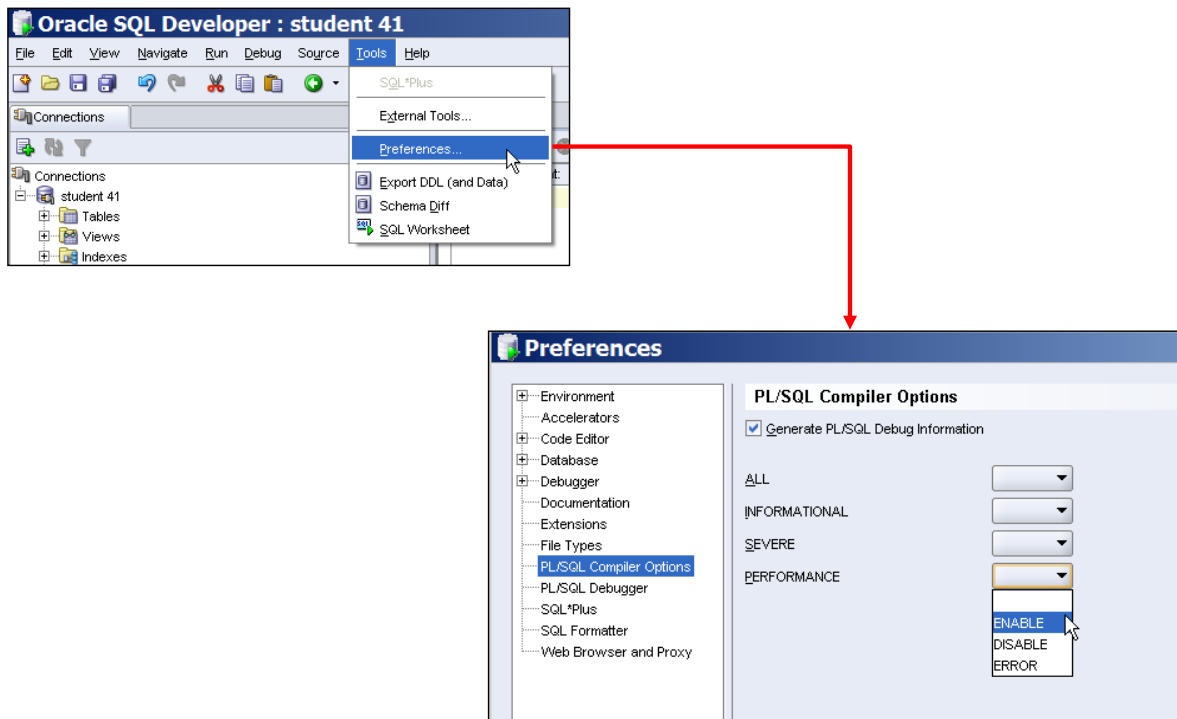 Oracle SQL Developer : student 41
File Edit View Navigate Run Debug Source Tools Help
SQL*Plus
External Tools...
Preferences...
Export DDL (and Data)
Schema Diff
SQL Worksheet
Connections
Connections
student 41
Tables
Views
Indexes
t:
Preferences
Environment
Accelerators
Code Editor
Database
Debugger
Documentation
Extensions
File Types
PL/SQL Compiler Options
PL/SQL Debugger
SQL*Plus
SQL Formatter
Web Browser and Proxy
PL/SQL Compiler Options
Generate PL/SQL Debug Information
ALL
INFORMATIONAL
SEVERE
PERFORMANCE
ENABLE
DISABLE
ERROR